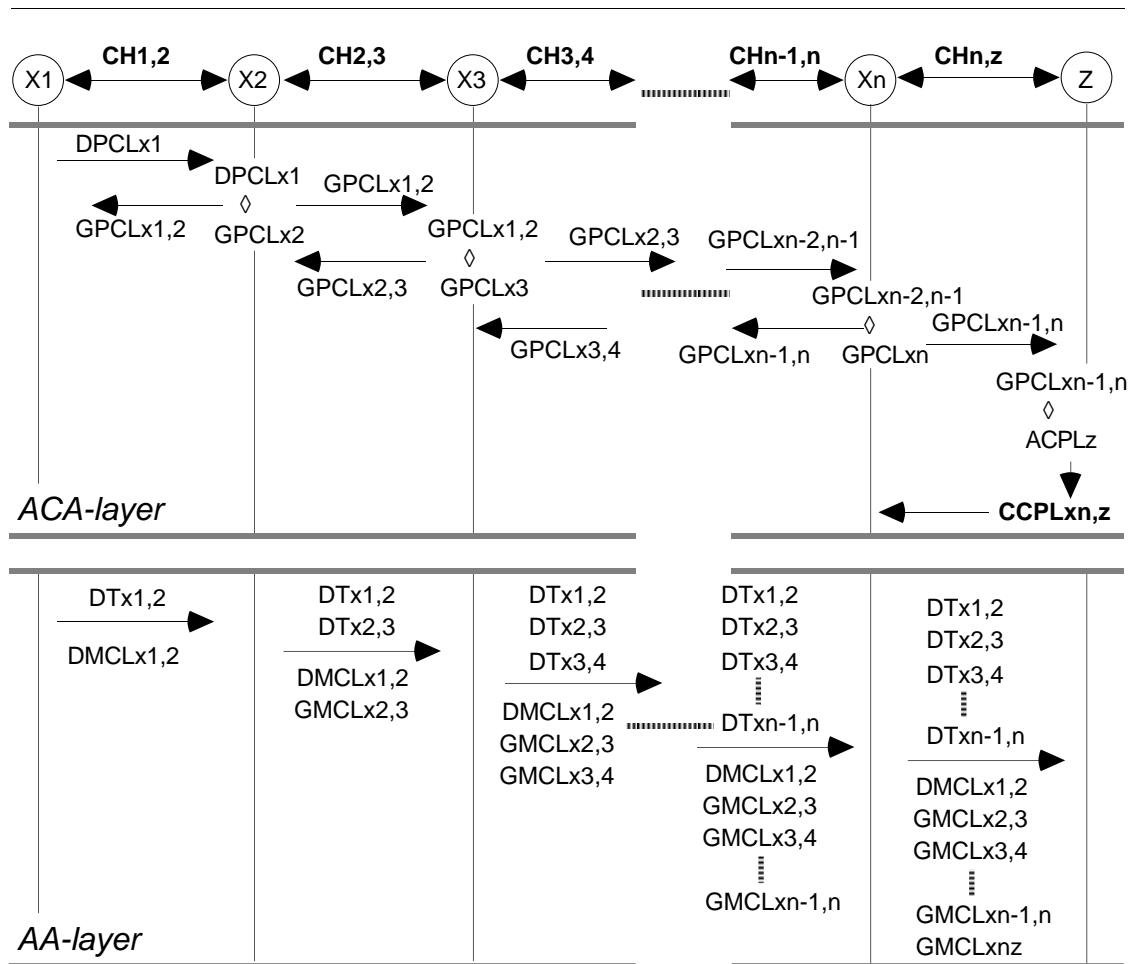 CH1,2
CH2,3
CH3,4
CHn-1,n
CHn,z
X1
X2
X3
Xn
Z
DPCLx1
DPCLx1
◊
GPCLx2
GPCLx1,2
GPCLx1,2
GPCLx1,2
◊
GPCLx3
GPCLx2,3
GPCLx2,3
GPCLx3,4
GPCLxn-2,n-1
GPCLxn-2,n-1
◊
GPCLxn
GPCLxn-1,n
GPCLxn-1,n
GPCLxn-1,n
◊
ACPLz
CCPLxn,z
ACA-layer
DTx1,2
DMCLx1,2
DTx1,2
DTx2,3
DMCLx1,2
GMCLx2,3
DTx1,2
DTx2,3
DTx3,4
DMCLx1,2
GMCLx2,3
GMCLx3,4
DTx1,2
DTx2,3
DTx3,4
DTxn-1,n
DMCLx1,2
GMCLx2,3
GMCLx3,4
GMCLxn-1,n
DTx1,2
DTx2,3
DTx3,4
DTxn-1,n
DMCLx1,2
GMCLx2,3
GMCLx3,4
GMCLxn-1,n
GMCLxnz
AA-layer